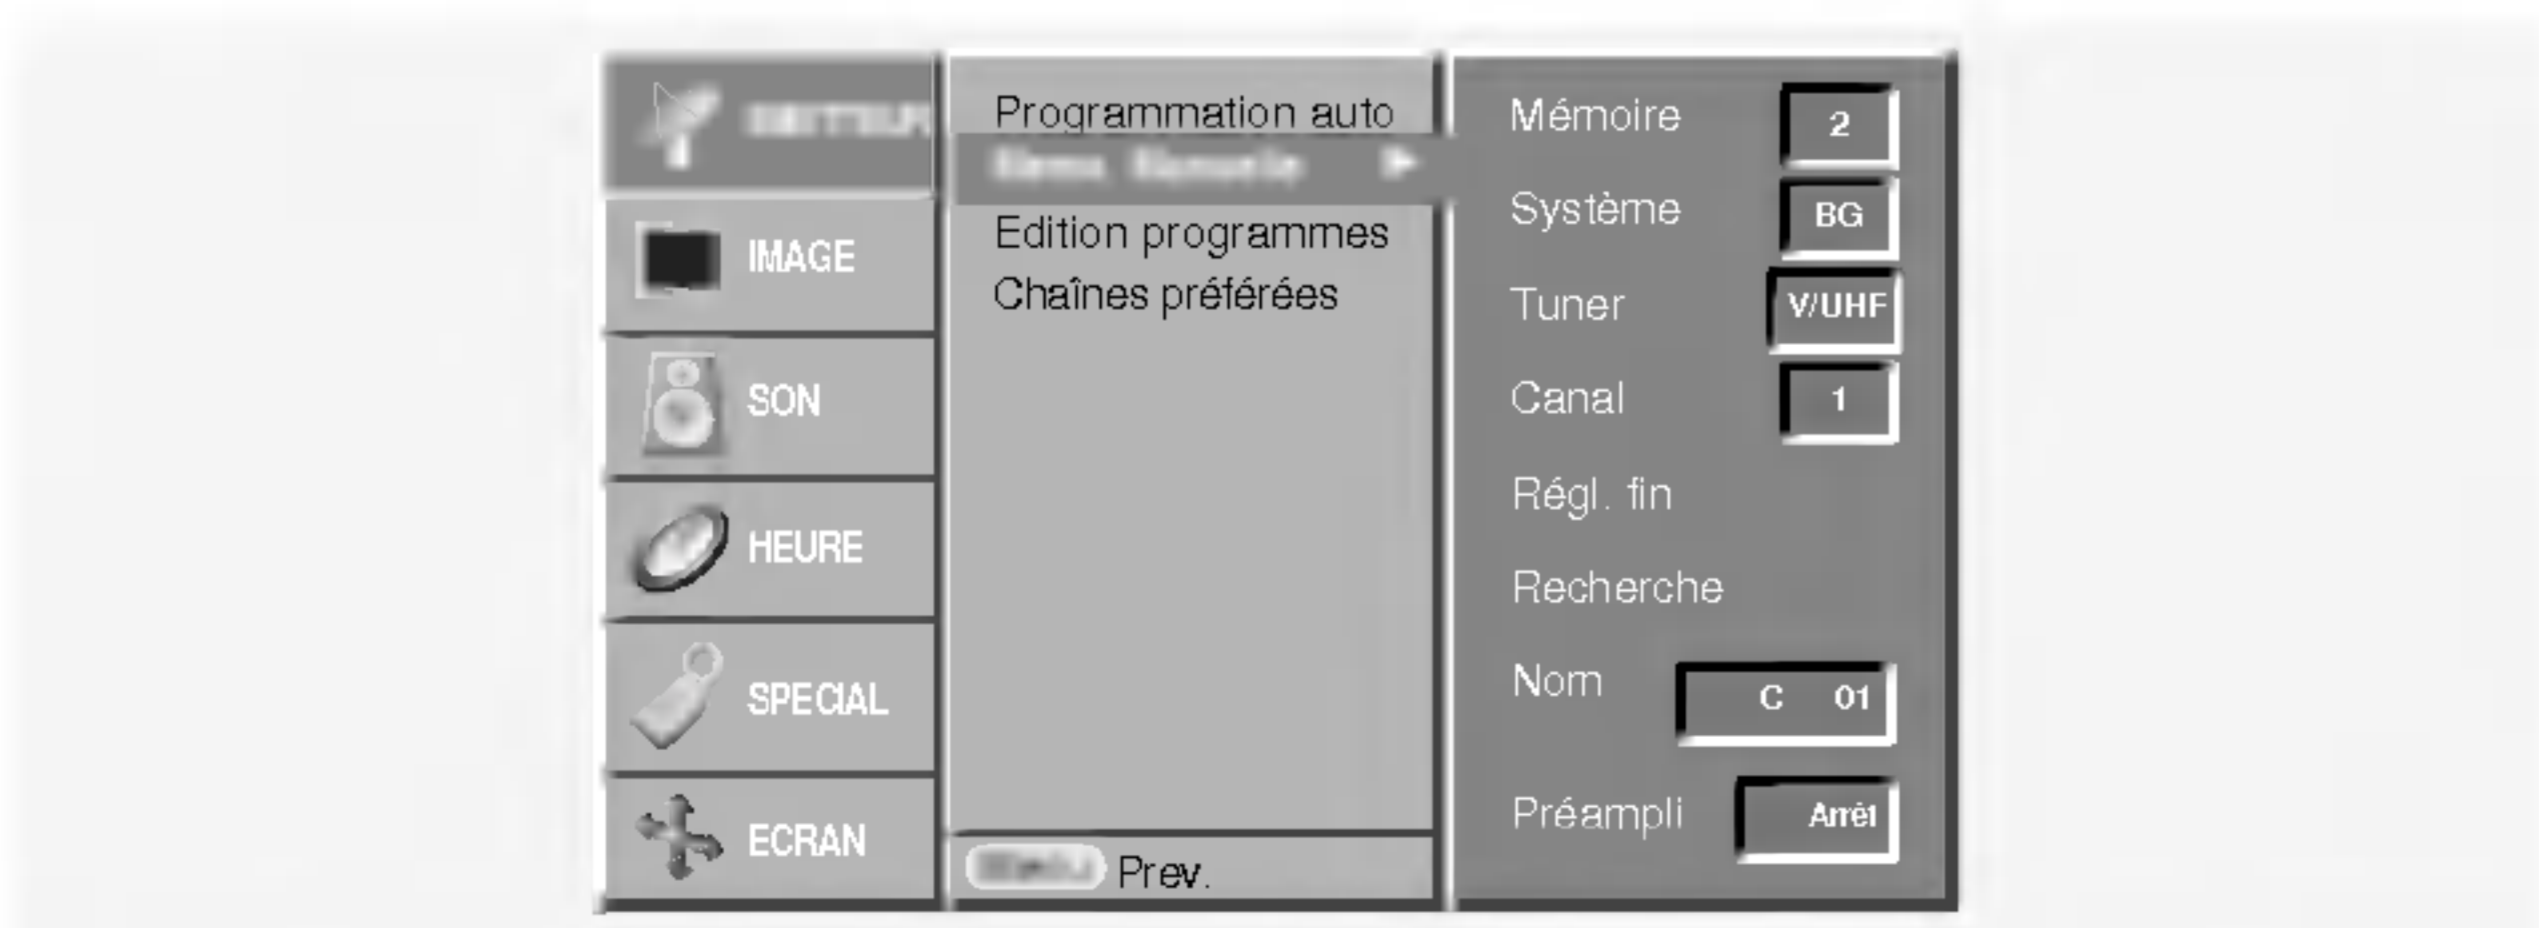 Programmation auto
Edition programmes
Chaînes préférées
Prev.
IMAGE
SON
HEURE
SPECIAL
ECRAN
Mémoire 2
Système BG
Tuner V/UHF
Canal 1
Régl. fin
Recherche
Nom C 01
Préampli Arrêt